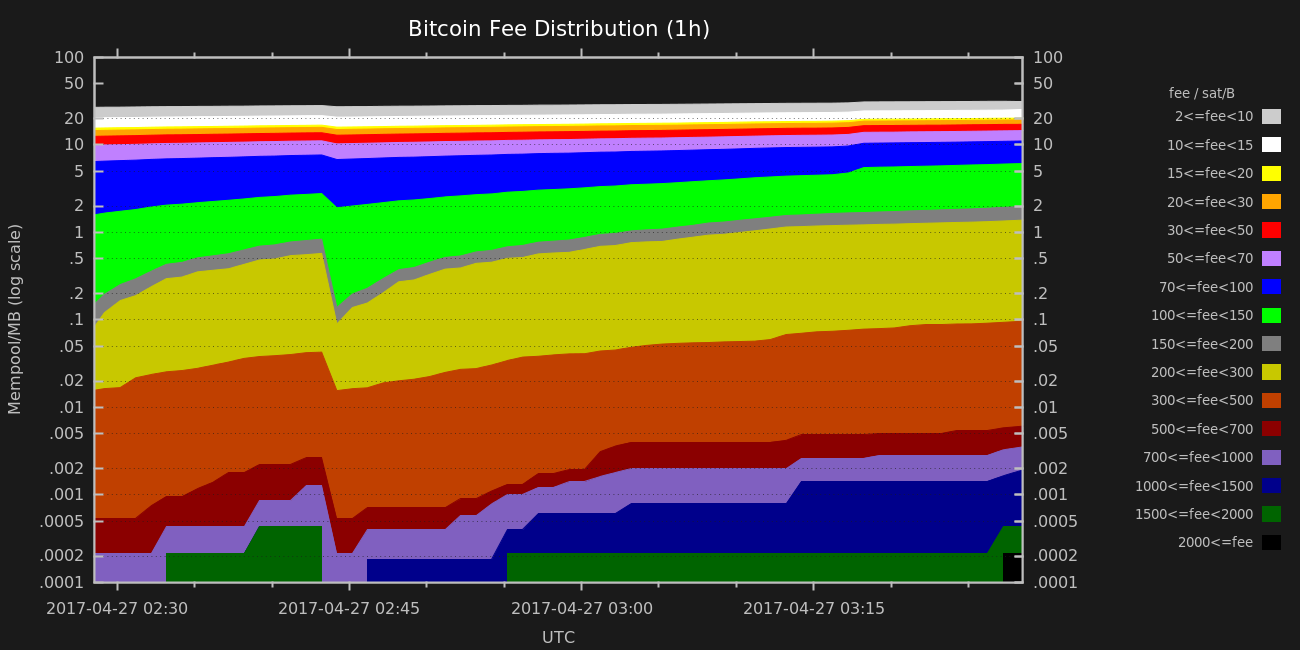 Bitcoin Fee Distribution (1h)
Mempool/MB (log scale)
100
50
20
10
5
2
1
.5
.2
.1
.05
.02
.01
.005
.002
.001
.0005
.0002
.0001
100
50
20
10
5
2
1
.5
.2
.1
.05
.02
.01
.005
.002
.001
.0005
.0002
.0001
2017-04-27 02:30 2017-04-27 02:45 2017-04-27 03:00 2017-04-27 03:15
UTC
fee / sat/B
2<=fee<10
10<=fee<15
15<=fee<20
20<=fee<30
30<=fee<50
50<=fee<70
70<=fee<100
100<=fee<150
150<=fee<200
200<=fee<300
300<=fee<500
500<=fee<700
700<=fee<1000
1000<=fee<1500
1500<=fee<2000
2000<=fee